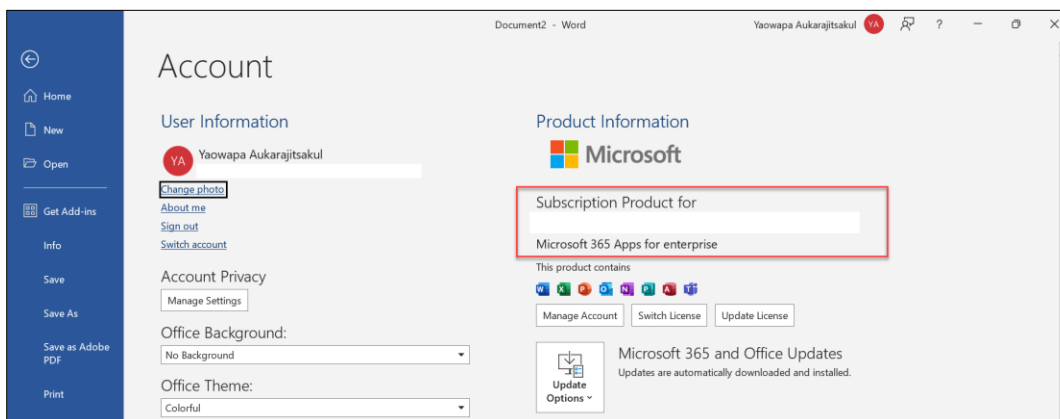 Document2 - Word
Yaowapa Aukarajitsakul YA
?
Account
Home
New
Open
Get Add-ins
Info
Save
Save As
Save as Adobe
PDF
Print
User Information
YA
Yaowapa Aukarajitsakul
Change photo
About me
Sign out
Switch account
Account Privacy
Manage Settings
Office Background:
No Background
Office Theme:
Colorful
Product Information
Microsoft
Subscription Product for
Microsoft 365 Apps for enterprise
This product contains
Manage Account
Switch License
Update License
Update
Options
Microsoft 365 and Office Updates
Updates are automatically downloaded and installed.